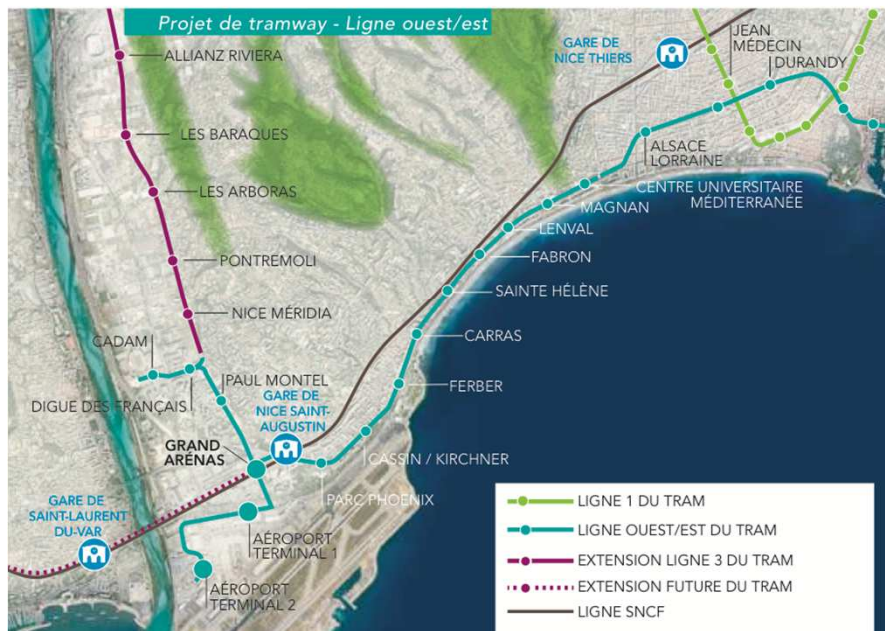 Projet de tramway - Ligne ouest/est
ALLIANZ RIVIERA
LES BARAQUES
LES ARBORAS
PONTREMOLI
NICE MÉRIDIA
CADAM
DIGUE DES FRANÇAIS
PAUL MONTEL
GARE DE
NICE SAINT-
AUGUSTIN
GRAND
ARÉNAS
GARE DE
SAINT-LAURENT
DU-VAR
AÉROPORT
TERMINAL 1
AÉRÓPORT
TERMINAL 2
PARC PHOENIX
CASSIN / KIRCHNER
FERBER
CARRAS
SAINTE HÉLÈNE
FABRON
LENVAL
MAGNAN
CENTRE UNIVERSITAIRE
MÉDITERRANÉE
ALSACE
LORRAINE
GARE DE
NICE THIERS
JEAN
MÉDECIN
DURANDY
LIGNE 1 DU TRAM
LIGNE OUEST/EST DU TRAM
EXTENSION LIGNE 3 DU TRAM
EXTENSION FUTURE DU TRAM
LIGNE SNCF